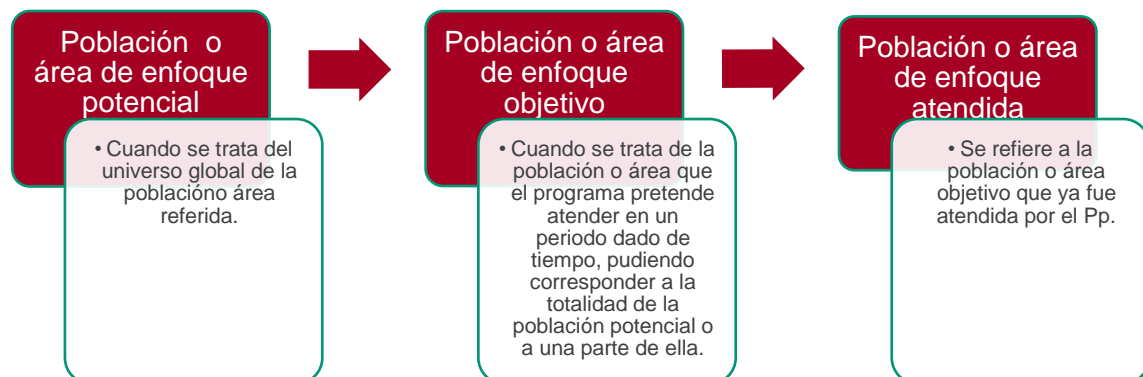 Población o
área de enfoque
potencial
• Cuando se trata del
universo global de la
poblacióno área
referida.
Población o área
de enfoque
objetivo
• Cuando se trata de la
población o área que
el programa pretende
atender en un
periodo dado de
tiempo, pudiendo
corresponder a la
totalidad de la
población potencial o
a una parte de ella.
Población o área
de enfoque
atendida
• Se refiere a la
población o área
objetivo que ya fue
atendida por el Pp.